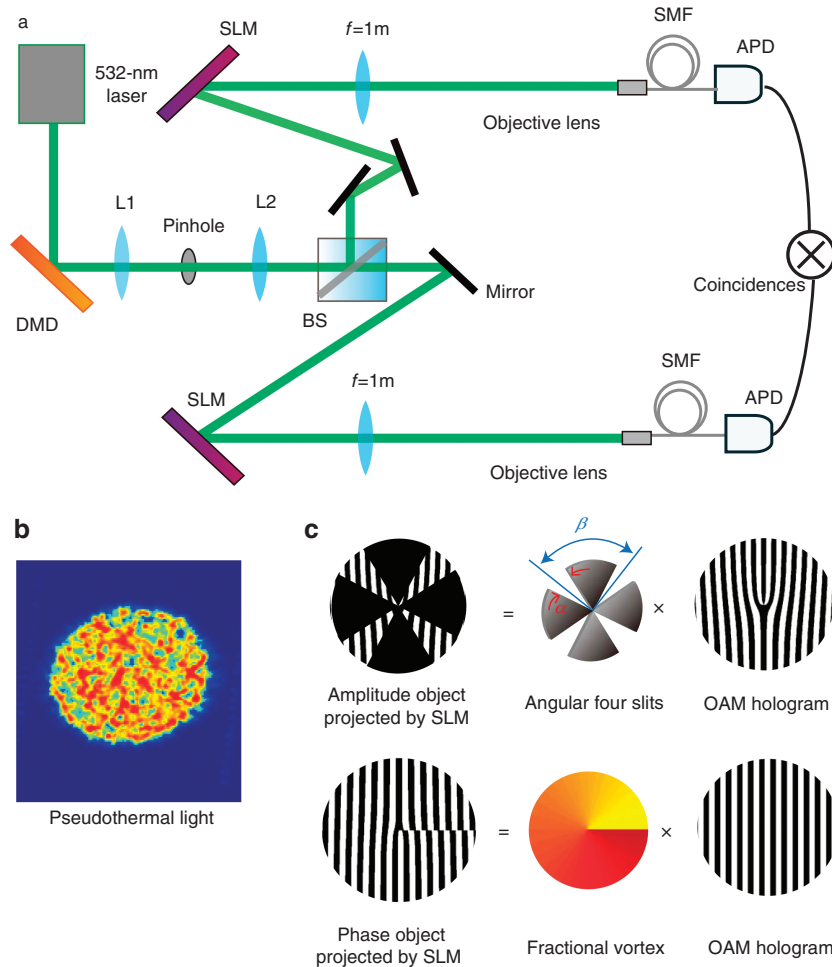 a
SLM
f=1m
SMF
APD
532-nm
laser
Objective lens
L1
Pinhole
L2
DMD
BS
Mirror
Coincidences
SLM
f=1m
SMF
APD
Objective lens
b
Pseudothermal light
c
β
α
=
×
Amplitude object
projected by SLM
Angular four slits
OAM hologram
=
×
Phase object
projected by SLM
Fractional vortex
OAM hologram